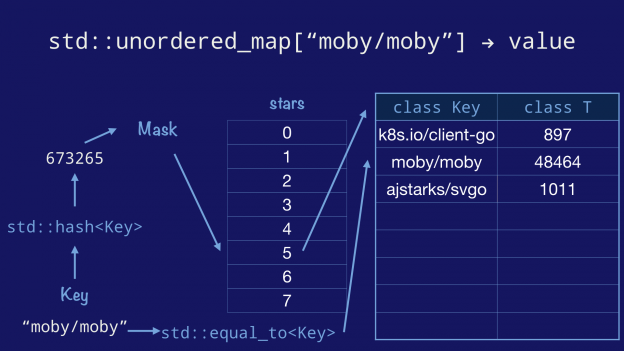 std::unordered_map[“moby/moby”] → value
stars
class Key class T
Mask
0
k8s.io/client-go 897
1
673265
moby/moby 48464
2
ajstarks/svgo 1011
3
std::hash<Key>
4
5
6
Key
7
“moby/moby”
std::equal_to<Key>